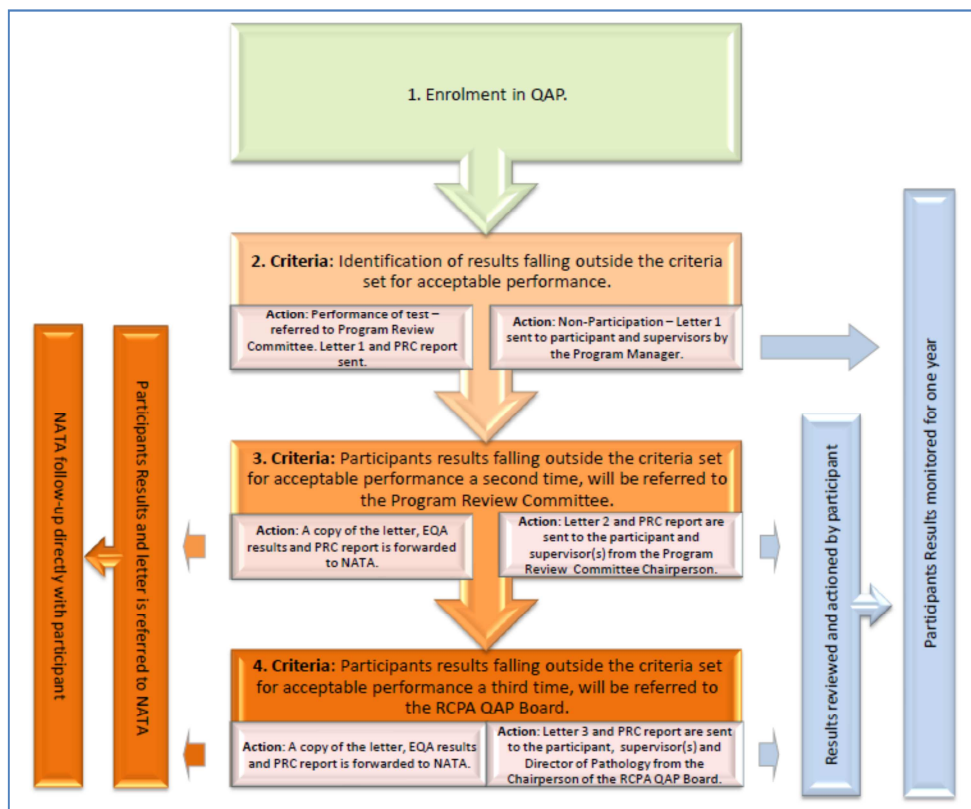 1. Enrolment in QAP.
2. Criteria: Identification of results falling outside the criteria
set for acceptable performance.
Action: Performance of test –
referred to Program Review
Committee. Letter 1 and PRC report
sent.
Action: Non-Participation – Letter 1
sent to participant and supervisors by
the Program Manager.
3. Criteria: Participants results falling outside the criteria set
for acceptable performance a second time, will be referred to
the Program Review Committee.
Action: A copy of the letter, EQA
results and PRC report is forwarded
to NATA.
Action: Letter 2 and PRC report are
sent to the participant and
supervisor(s) from the Program
Review Committee Chairperson.
4. Criteria: Participants results falling outside the criteria set
for acceptable performance a third time, will be referred to
the RCPA QAP Board.
Action: A copy of the letter, EQA results
and PRC report is forwarded to NATA.
Action: Letter 3 and PRC report are sent
to the participant, supervisor(s) and
Director of Pathology from the
Chairperson of the RCPA QAP Board.
NATA follow-up directly with participant
Participants Results and letter is referred to NATA
Results reviewed and actioned by participant
Participants Results monitored for one year